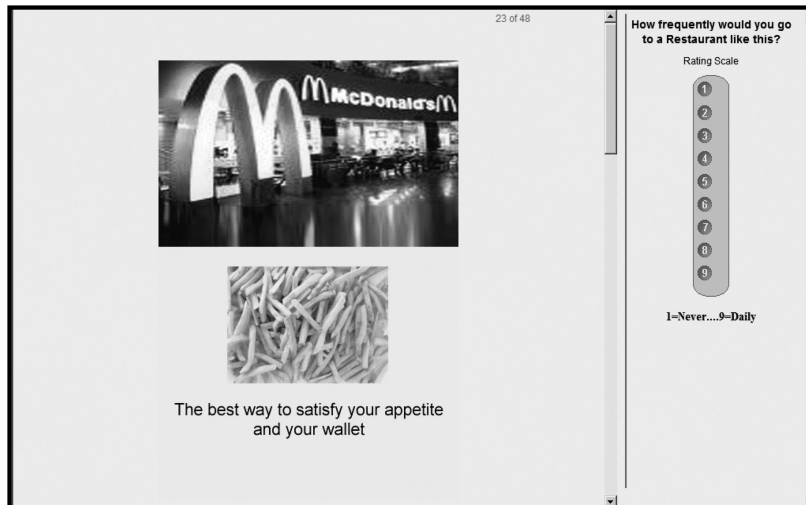 23 of 48
McDonald's
The best way to satisfy your appetite
and your wallet
How frequently would you go
to a Restaurant like this?
Rating Scale
1
2
3
4
5
6
7
8
9
1=Never....9=Daily